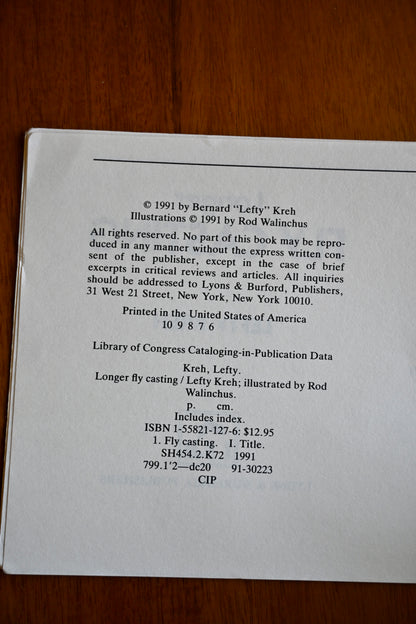 © 1991 by Bernard "Lefty" Kreh
Illustrations © 1991 by Rod Walinchus
All rights reserved. No part of this book may be repro-
duced in any manner without the express written con-
sent of the publisher, except in the case of brief
excerpts in critical reviews and articles. All inquiries
should be addressed to Lyons & Burford, Publishers,
31 West 21 Street, New York, New York 10010.
Printed in the United States of America
10 9 8 7 6
Library of Congress Cataloging-in-Publication Data
Kreh, Lefty.
Longer fly casting / Lefty Kreh; illustrated by Rod
Walinchus.
p. cm.
Includes index.
ISBN 1-55821-127-6: $12.95
1. Fly casting. I. Title.
SH454.2.K72 1991
799.1'2—dc20 91-30223
CIP